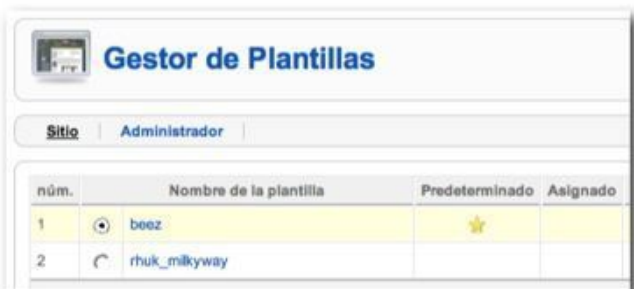 Gestor de Plantillas
Sitio Administrador
núm. Nombre de la plantilla Predeterminado Asignado
1 beez
2 rhuk_milkyway